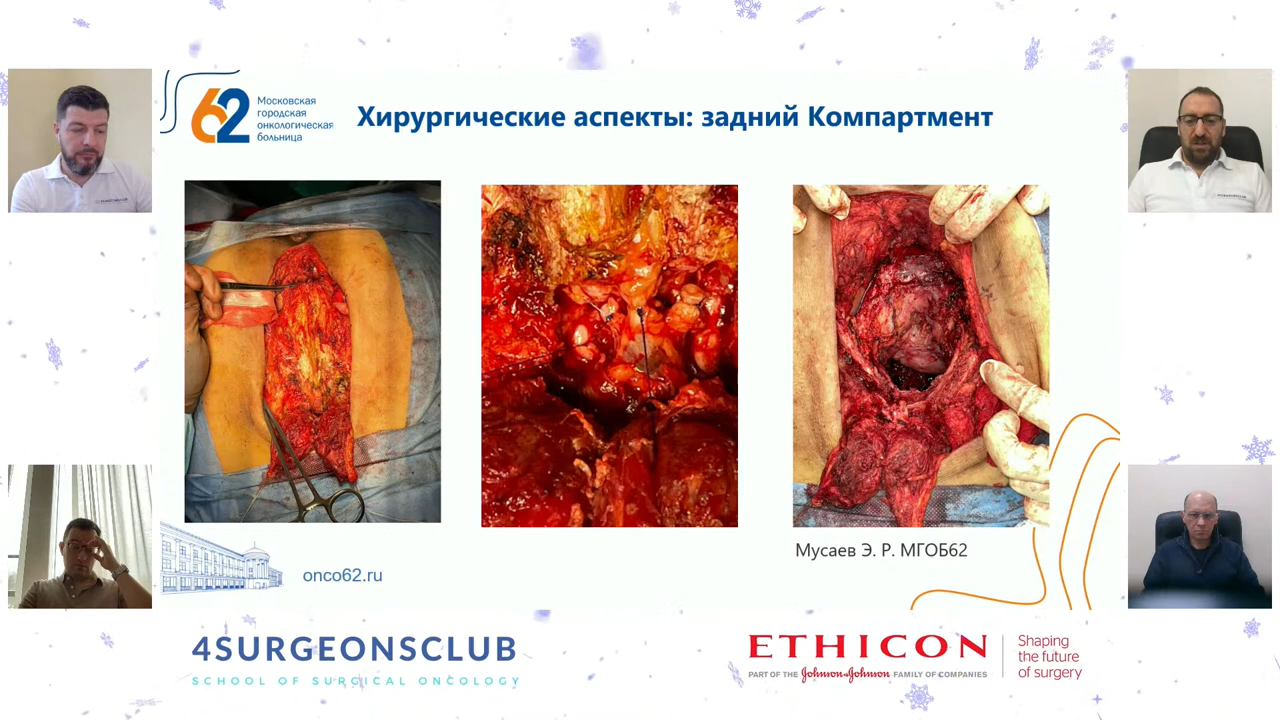 62
Московская
городская
онкологическая
больница
Хирургические аспекты: задний Компартмент
Мусаев Э. Р. МГОБ62
onco62.ru
4SURGEONSCLUB
SCHOOL OF SURGICAL ONCOLOGY
ETHICON
PART OF THE Johnson & Johnson FAMILY OF COMPANIES
Shaping
the future
of surgery